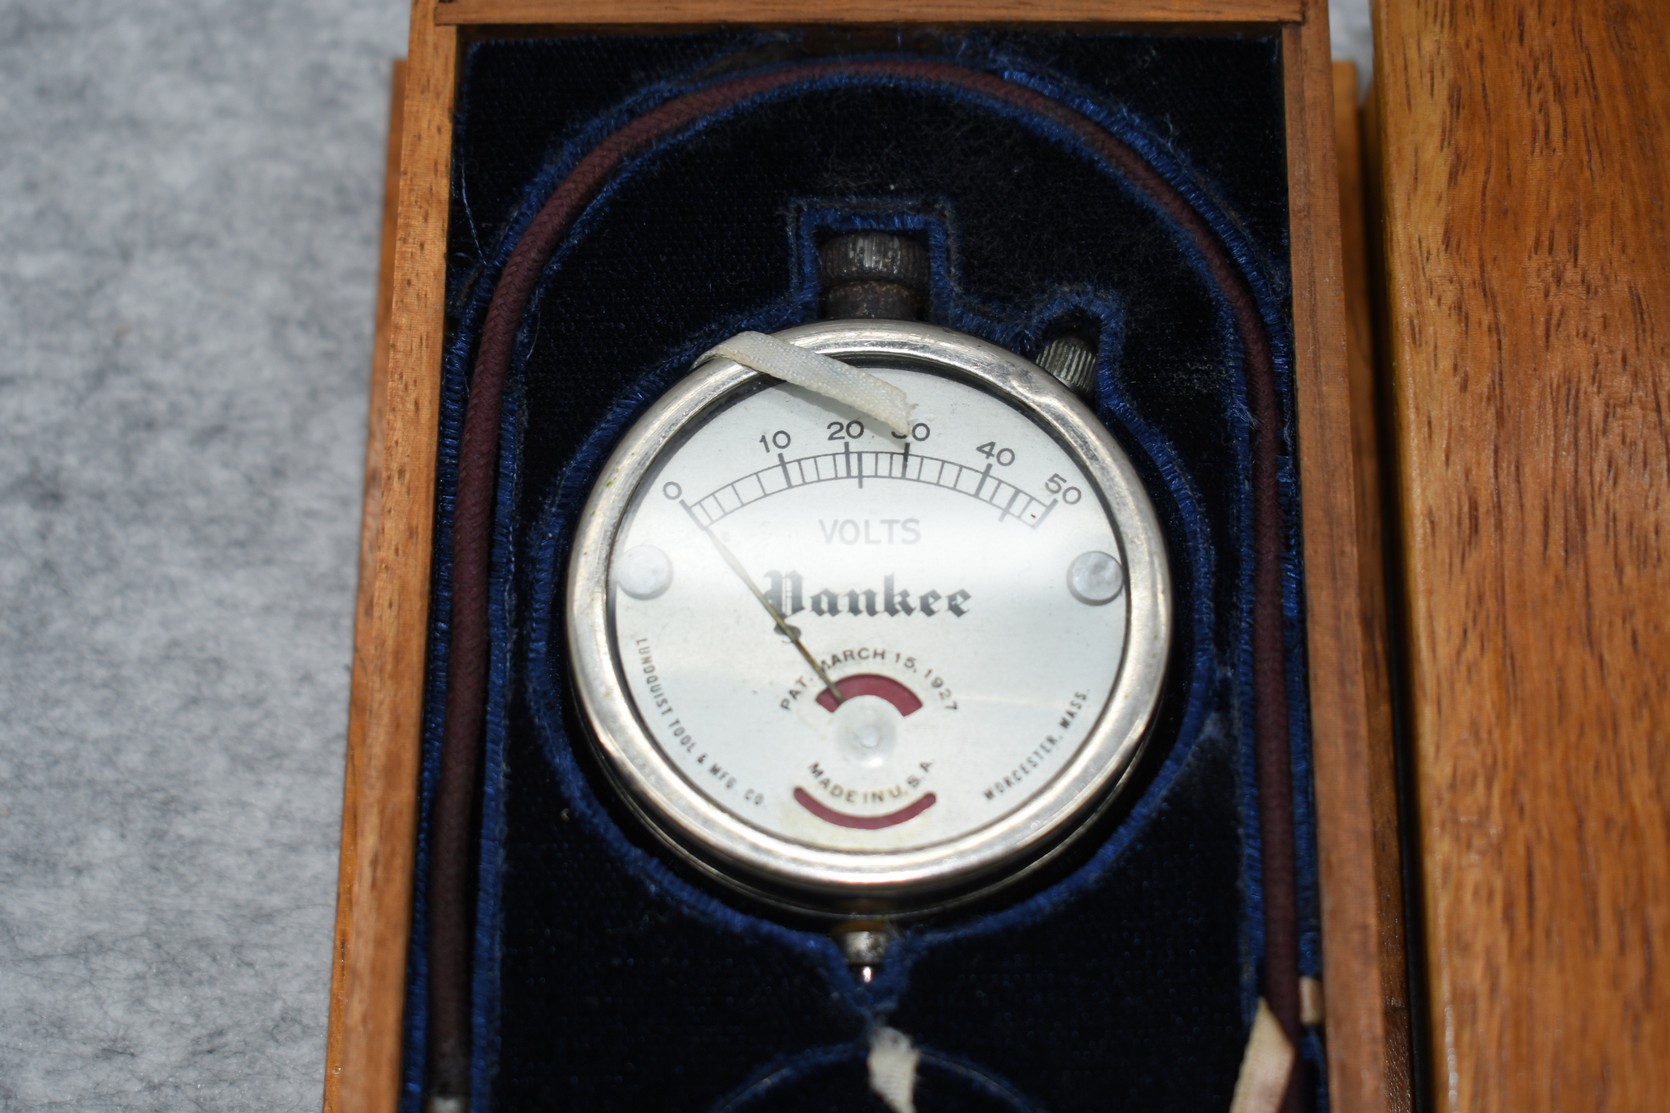 0 10 20 30 40 50
VOLTS
Yankee
PAT. MARCH 15, 1927
LUNDQUIST TOOL & MFG. CO.
WORCESTER, MASS.
MADE IN U.S.A.